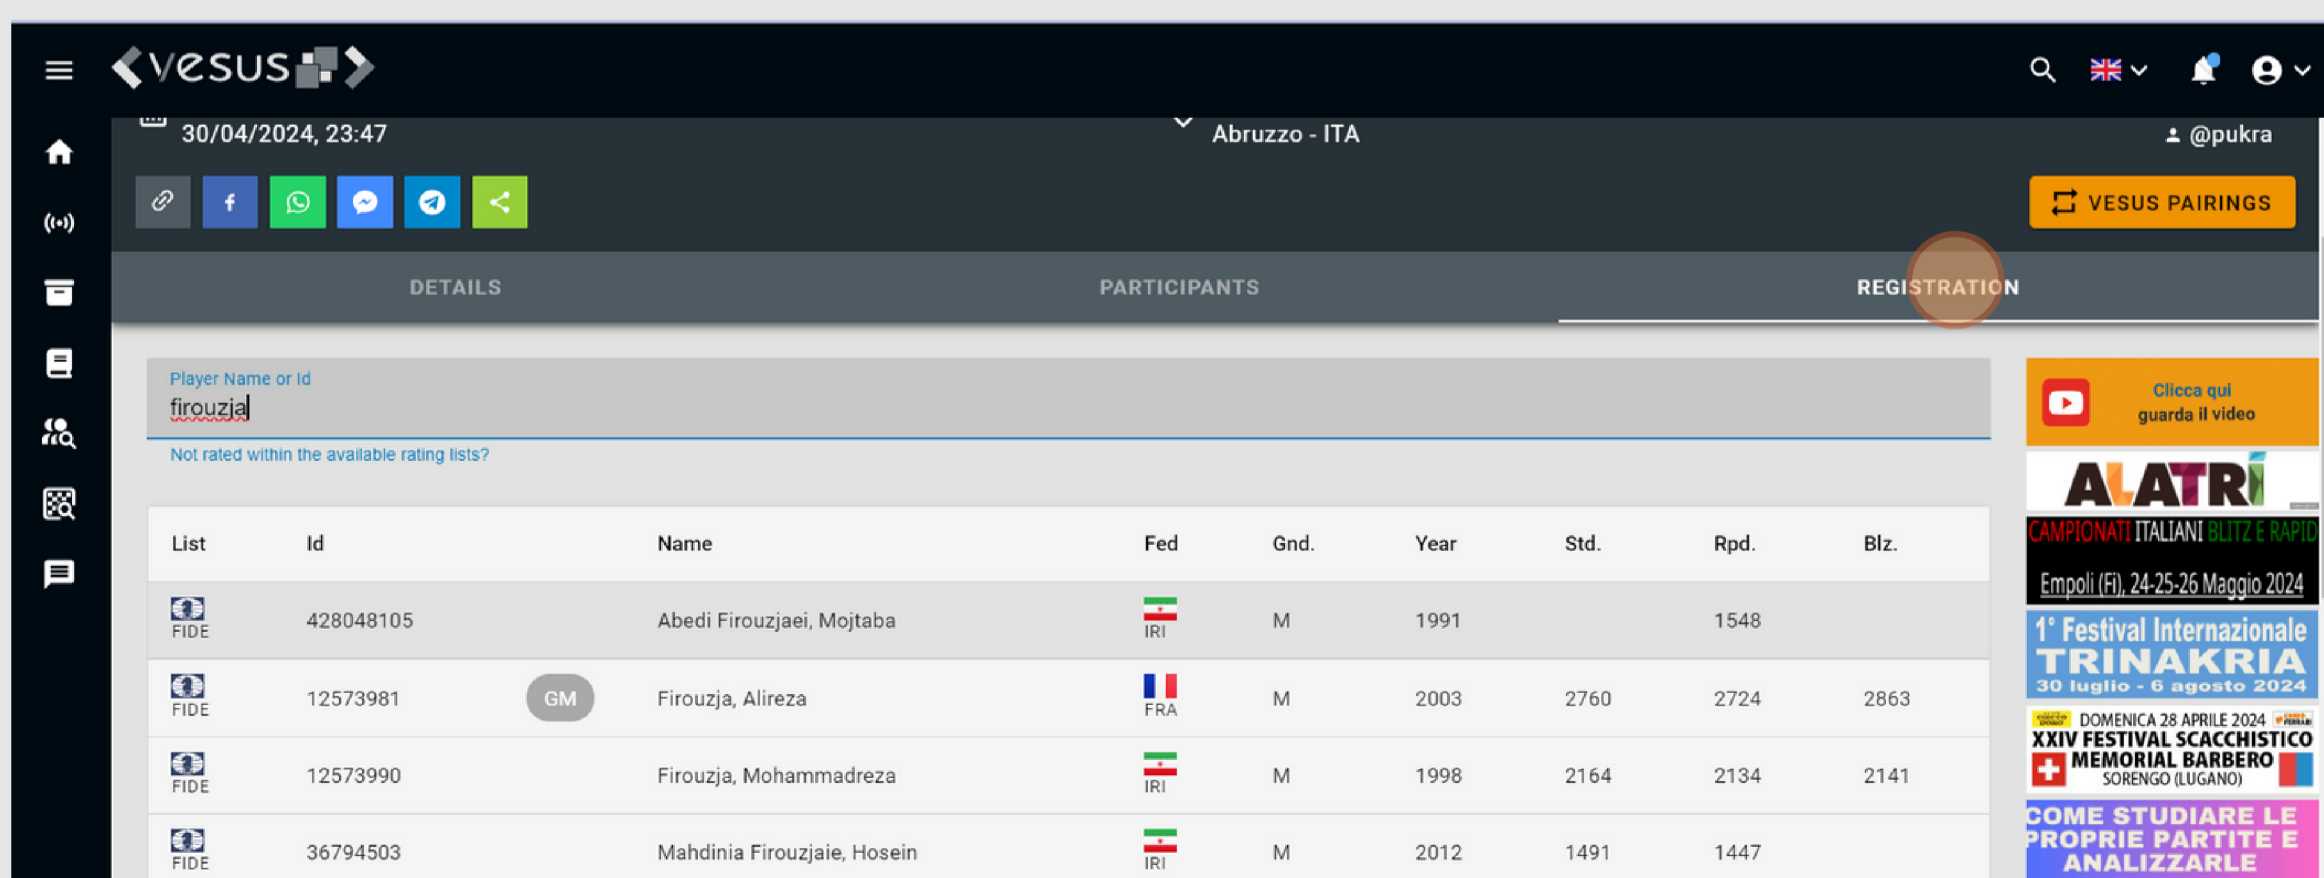 vesus
30/04/2024, 23:47
Abruzzo - ITA
@pukra
VESUS PAIRINGS
DETAILS
PARTICIPANTS
REGISTRATION
Player Name or Id
firouzja
Not rated within the available rating lists?
List Id Name Fed Gnd. Year Std. Rpd. Blz.
FIDE 428048105 Abedi Firouzjaei, Mojtaba IRI M 1991 1548
FIDE 12573981 GM Firouzja, Alireza FRA M 2003 2760 2724 2863
FIDE 12573990 Firouzja, Mohammadreza IRI M 1998 2164 2134 2141
FIDE 36794503 Mahdinia Firouzjaie, Hosein IRI M 2012 1491 1447
Clicca qui
guarda il video
ALATRI
CAMPIONATI ITALIANI BLITZ E RAPID
Empoli (Fi), 24-25-26 Maggio 2024
1° Festival Internazionale
TRINAKRIA
30 luglio - 6 agosto 2024
DOMENICA 28 APRILE 2024
XXIV FESTIVAL SCACCHISTICO
MEMORIAL BARBERO
SORENGO (LUGANO)
COME STUDIARE LE
PROPRIE PARTITE E
ANALIZZARLE